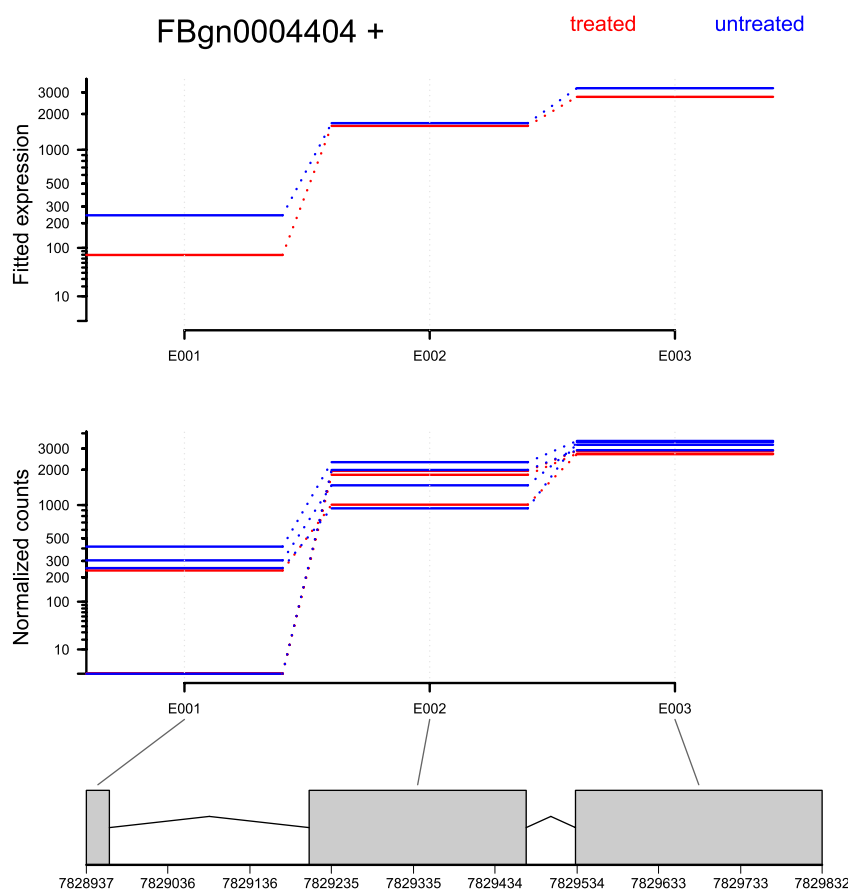 FBgn0004404 +
treated
untreated
Fitted expression
3000
2000
1000
500
300
200
100
10
E001
E002
E003
Normalized counts
3000
2000
1000
500
300
200
100
10
E001
E002
E003
7828937
7829036
7829136
7829235
7829335
7829434
7829534
7829633
7829733
7829832